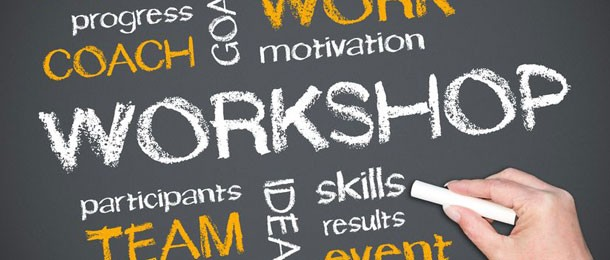 progress
WORK
COACH
GOA
motivation
WORKSHOP
participants
IDEA
skills
TEAM
results
event